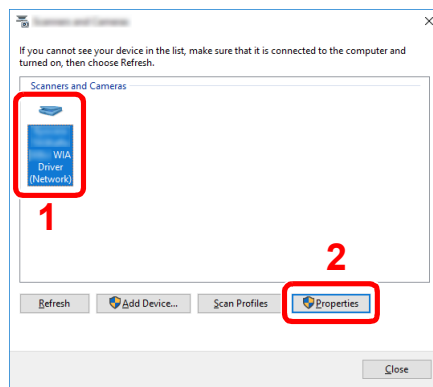 If you cannot see your device in the list, make sure that it is connected to the computer and
turned on, then choose Refresh.
Scanners and Cameras
WIA
Driver
(Network)
1
2
Refresh
Add Device...
Scan Profiles
Properties
Close